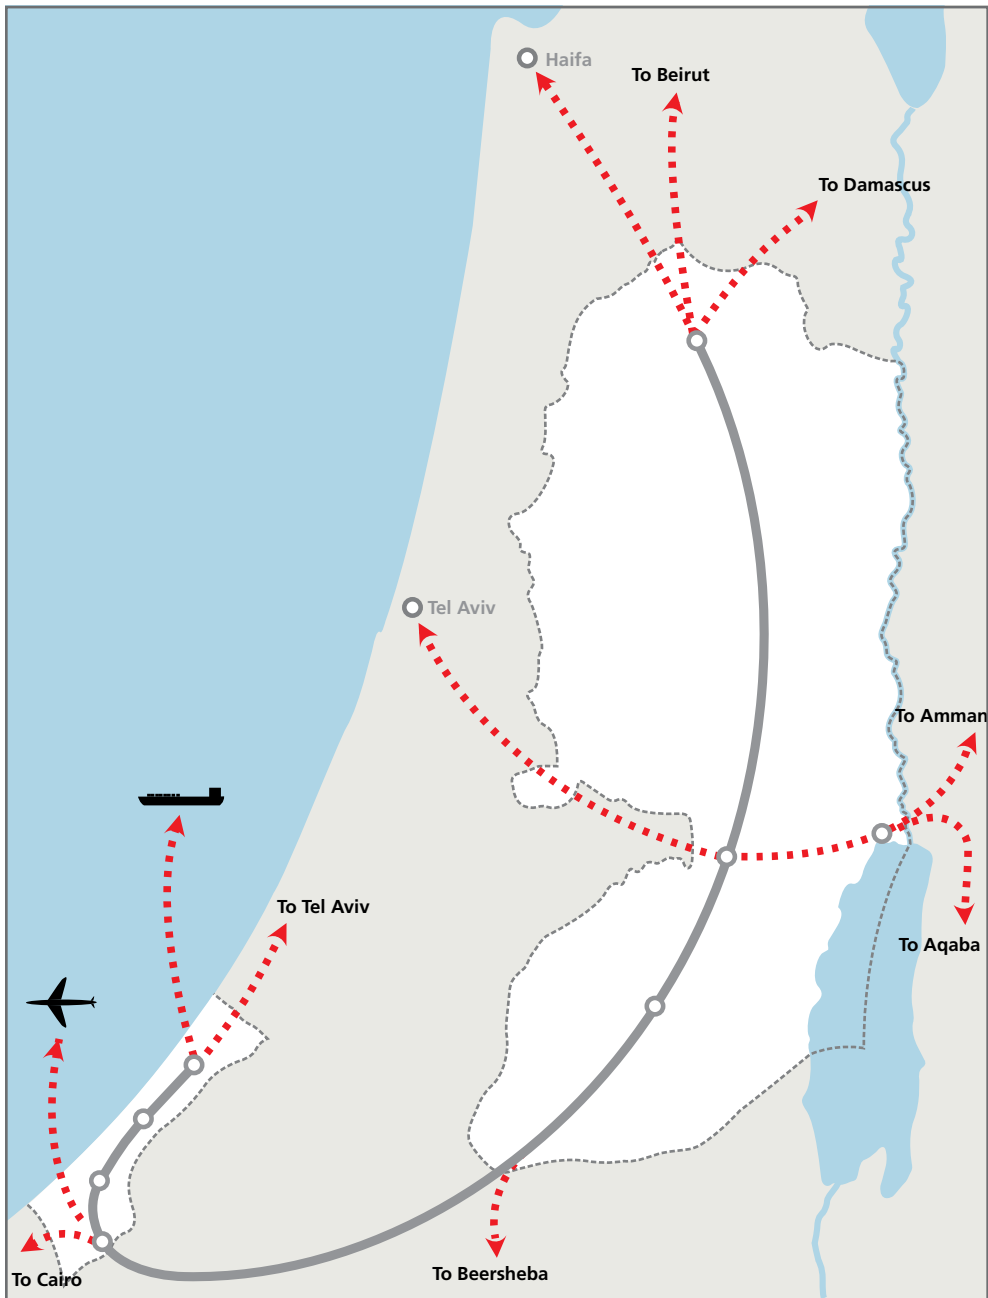 Haifa
To Beirut
To Damascus
Tel Aviv
To Amman
To Tel Aviv
To Aqaba
To Beersheba
To Cairo